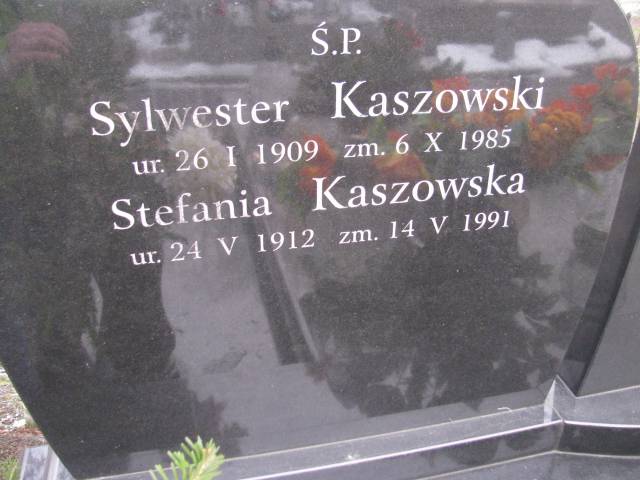 Ś.P.
Sylwester Kaszowski
ur. 26 I 1909 zm. 6 X 1985
Stefania Kaszowska
ur. 24 V 1912 zm. 14 V 1991